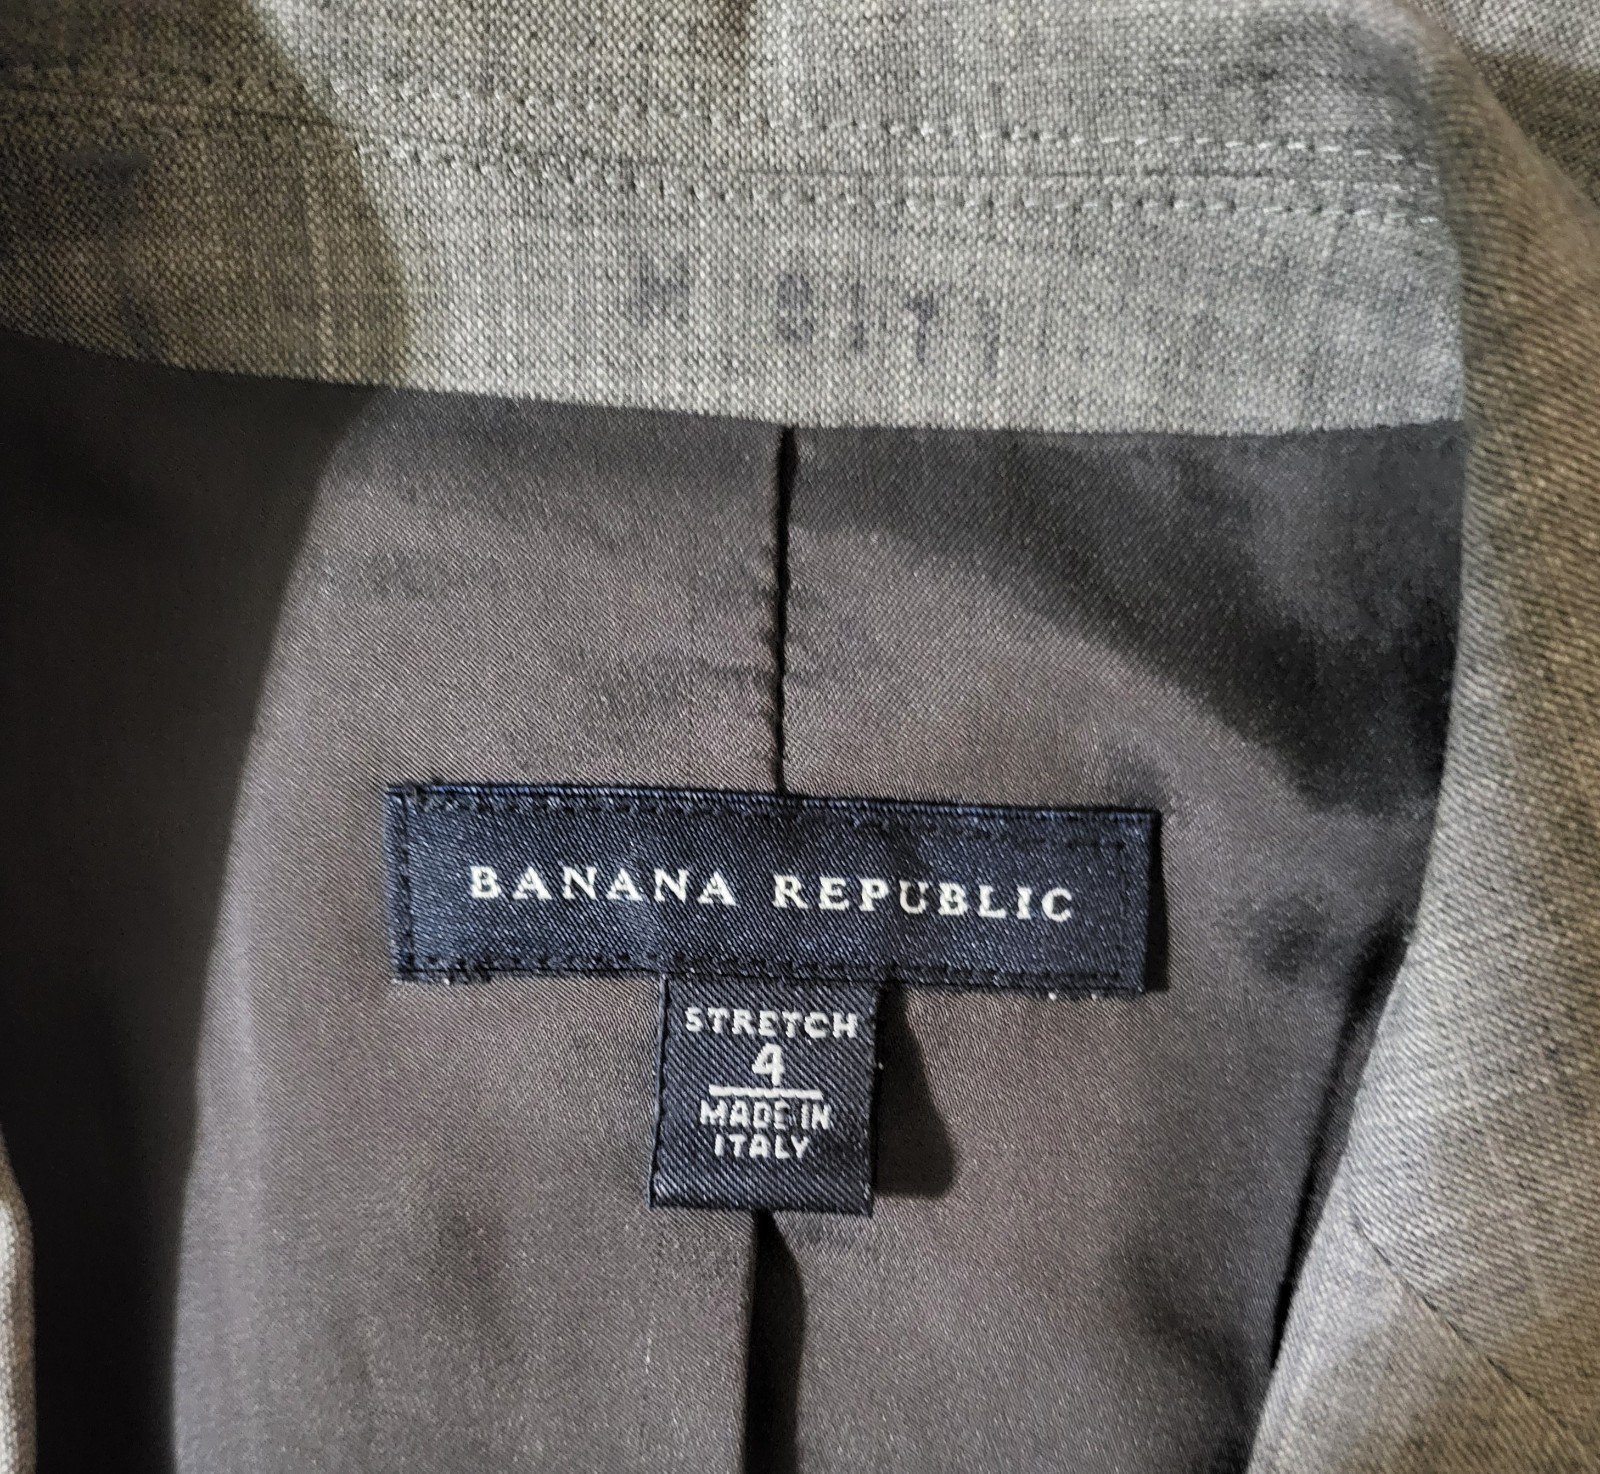 BANANA REPUBLIC
STRETCH
4
MADE IN
ITALY